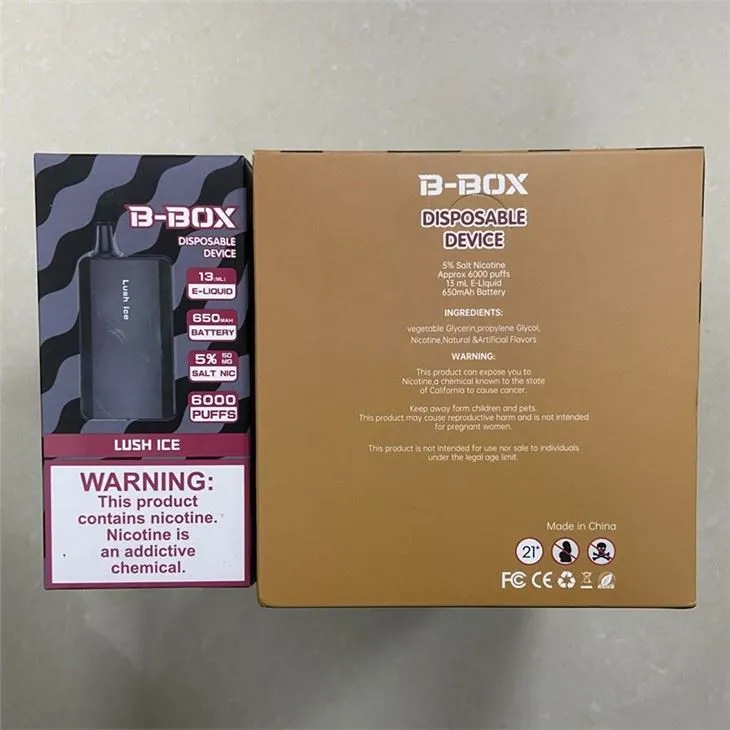 B-BOX
DISPOSABLE
DEVICE
Lush Ice
13(ML)
E-LIQUID
650MAH
BATTERY
5% 50 MG
SALT NIC
6000
PUFFS
LUSH ICE
WARNING:
This product
contains nicotine.
Nicotine is
an addictive
chemical.
B-BOX
DISPOSABLE
DEVICE
5% Salt Nicotine
Approx 6000 puffs
13 mL E-Liquid
650mAh Battery
INGREDIENTS:
vegetable Glycerin,propylene Glycol,
Nicotine,Natural &Artificial Flavors
WARNING:
This product can expose you to
Nicotine,a chemical known to the state
of California to cause cancer.
Keep away form children and pets.
This product may cause reproductive harm and is not intended
for pregnant women.
This product is not intended for use nor sale to individuals
under the legal age limit.
Made in China
21+
FC CE